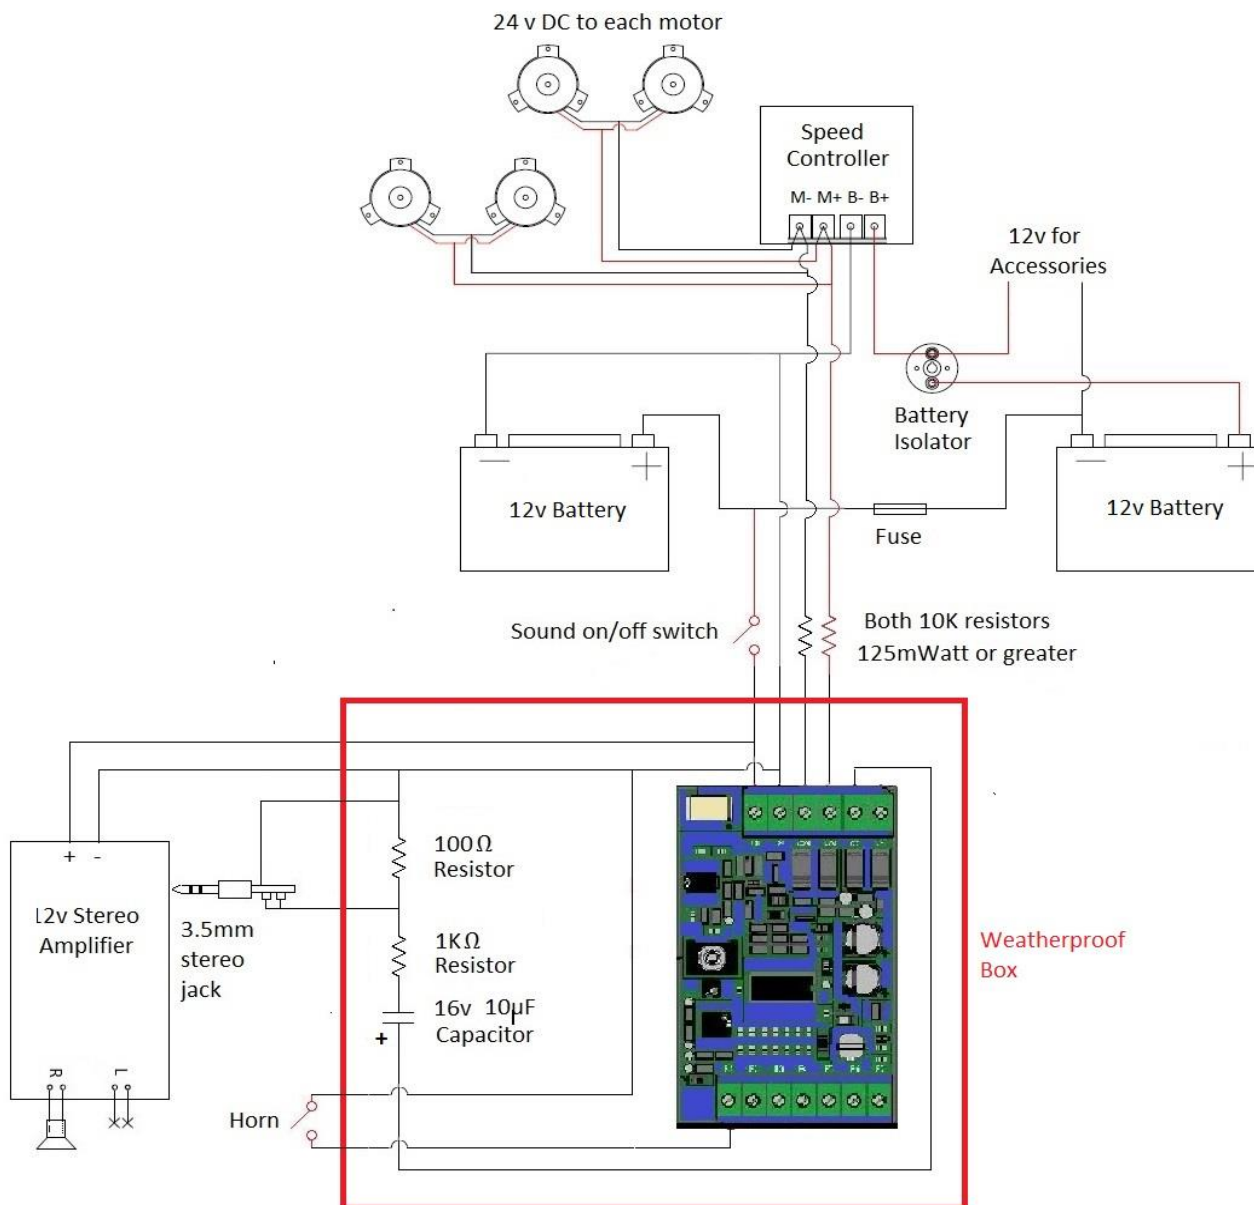 24 v DC to each motor
Speed
Controller
M- M+ B- B+
12v for
Accessories
Battery
Isolator
— +
12v Battery
— +
12v Battery
Fuse
Sound on/off switch
Both 10K resistors
125mWatt or greater
+ -
12v Stereo
Amplifier
3.5mm
stereo
jack
100Ω
Resistor
1KΩ
Resistor
16v 10µF
Capacitor
+
Weatherproof
Box
R L
Horn